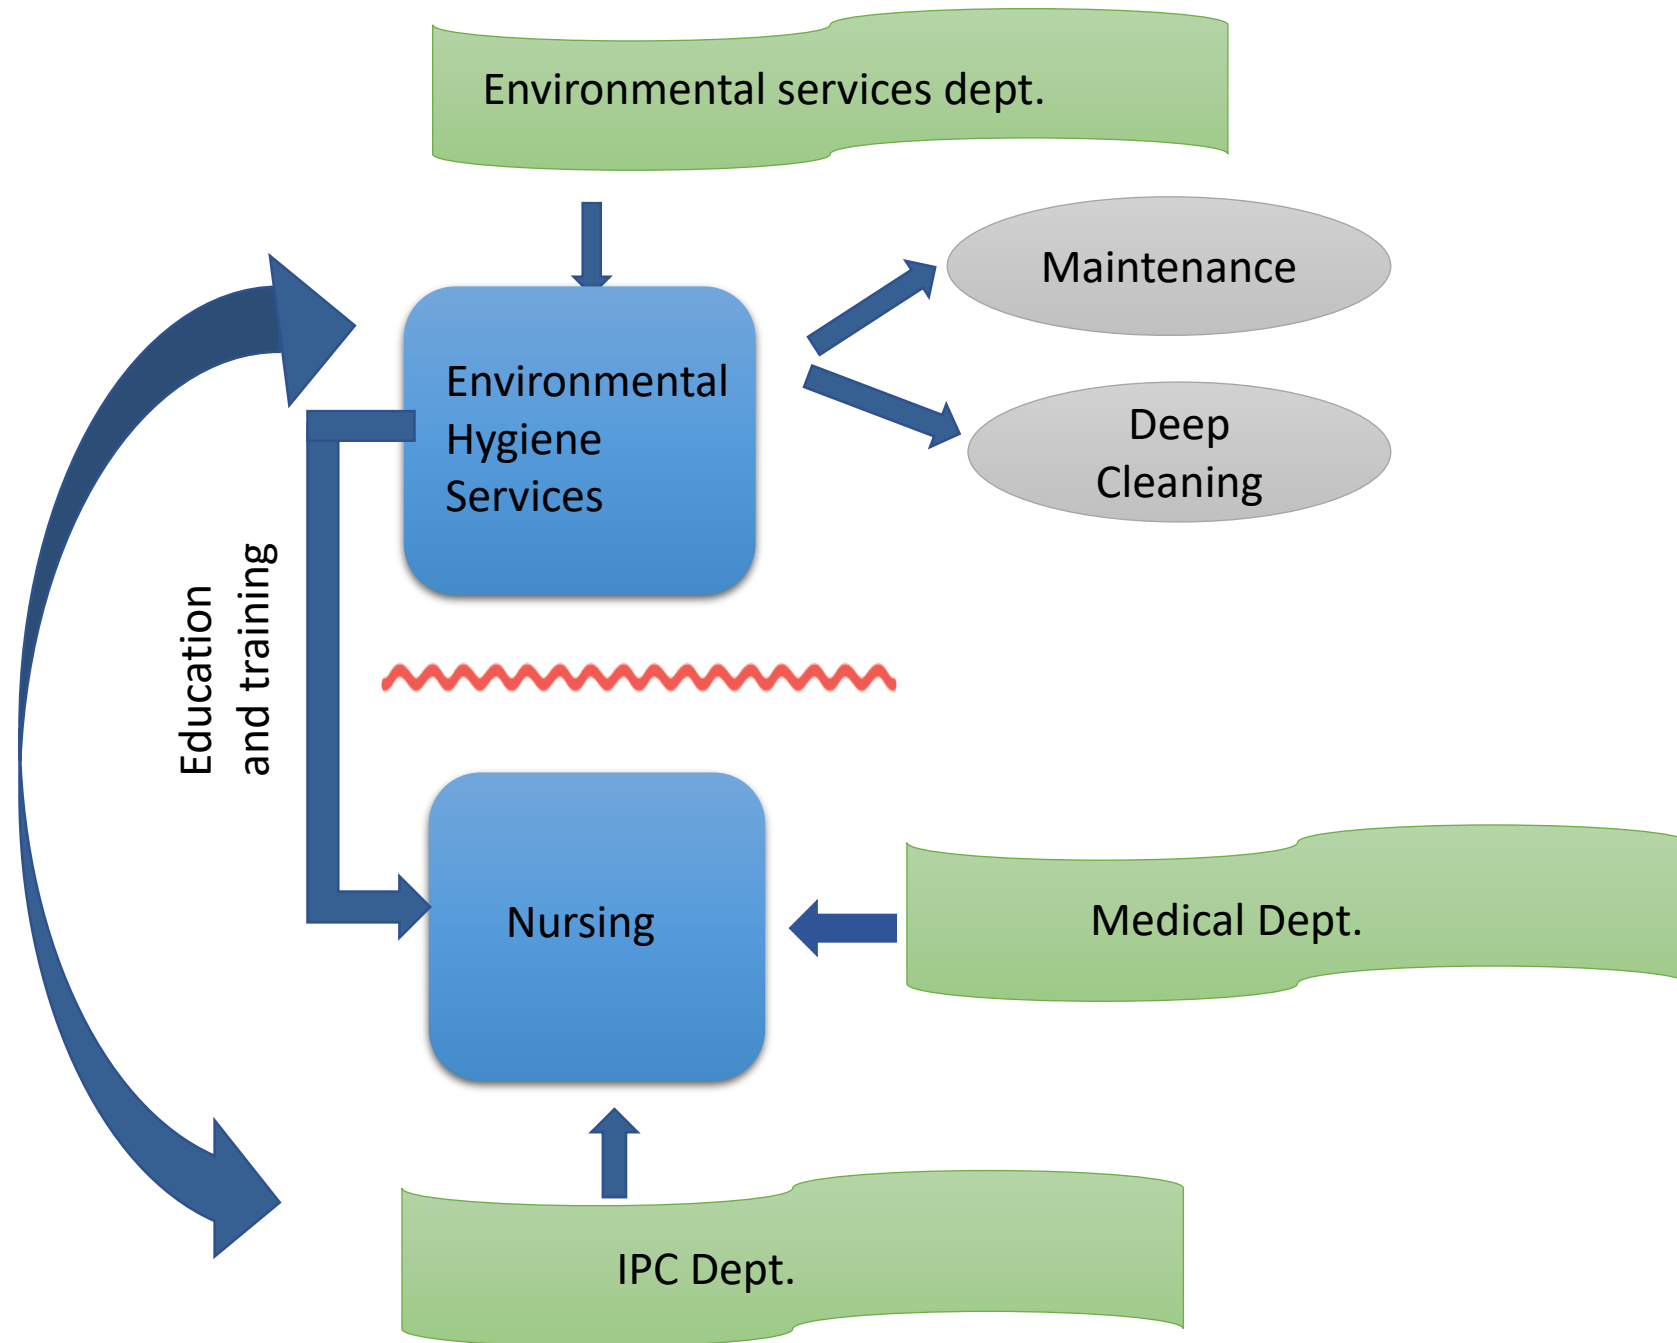 Environmental services dept.
Maintenance
Environmental
Hygiene
Services
Deep
Cleaning
Education
and training
Nursing
Medical Dept.
IPC Dept.